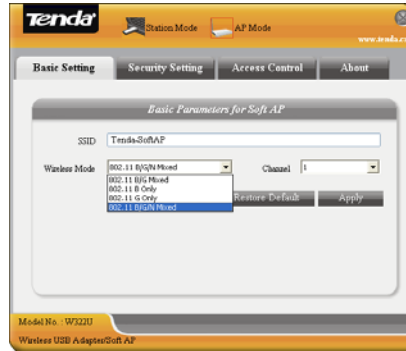 Tenda
Station Mode
AP Mode
Basic Setting
Security Setting
Access Control
About
Basic Parameters for Soft AP
SSID
Tenda-SoftAP
Wireless Mode
802.11 B/G/N Mixed
Channel
1
802.11 B/G Mixed
802.11 B Only
802.11 G Only
802.11 B/G/N Mixed
Restore Default
Apply
Model No. : W322U
Wireless USB Adapter/Soft AP